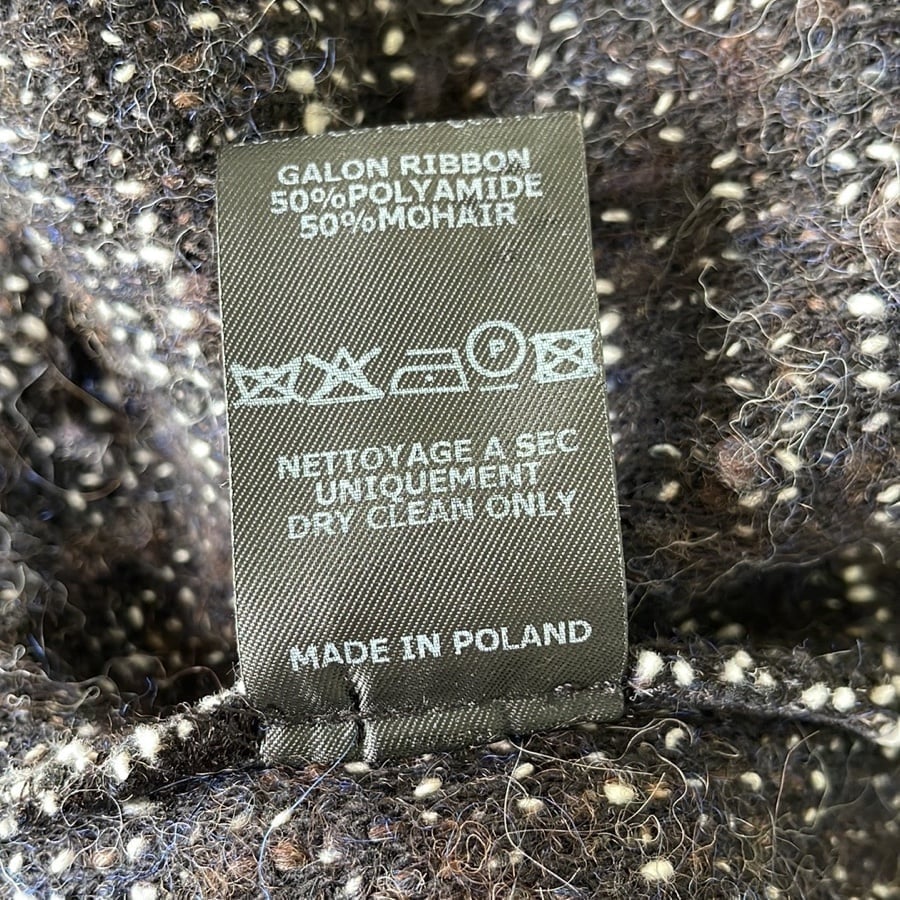 GALON RIBBON
50%POLYAMIDE
50%MOHAIR
P
NETTOYAGE A SEC
UNIQUEMENT
DRY CLEAN ONLY
MADE IN POLAND